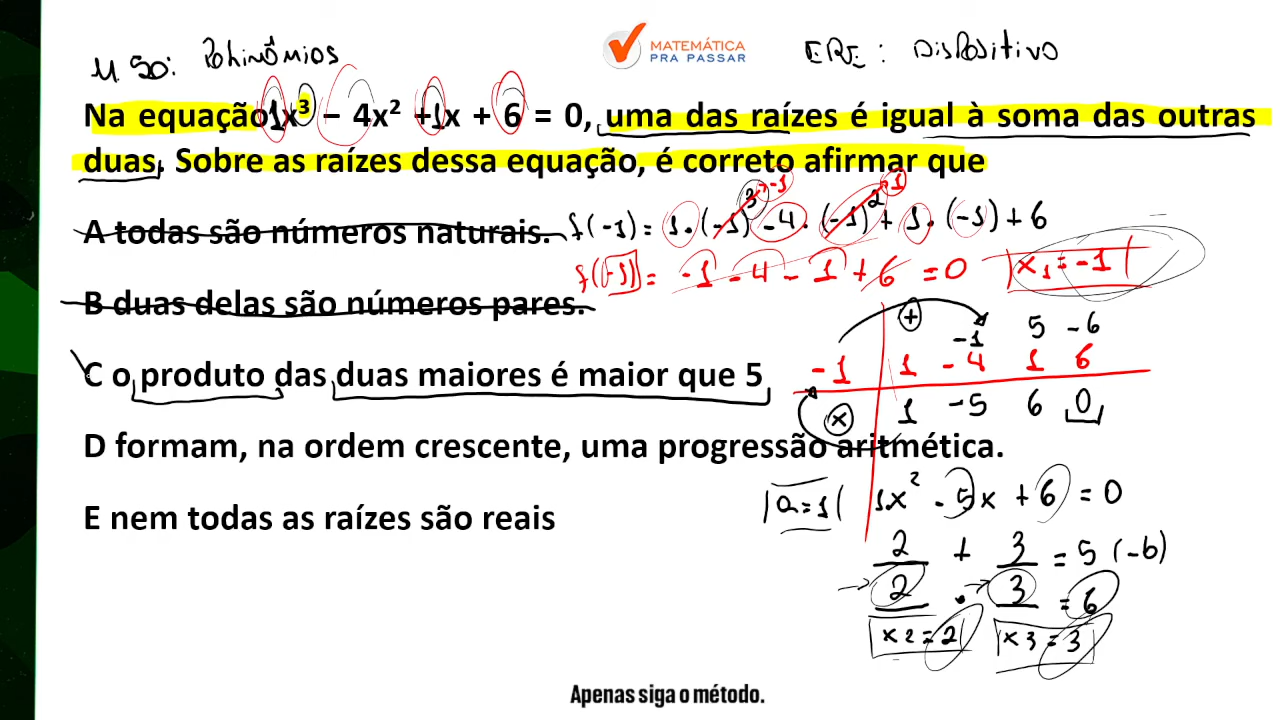 M. 50: Polinômios
MATEMÁTICA
PRA PASSAR
ERE: Dispositivo
Na equação 1x³ – 4x² +1x + 6 = 0, uma das raízes é igual à soma das outras
duas. Sobre as raízes dessa equação, é correto afirmar que
A todas são números naturais.
f(-1) = 1.(-1)³ -4.(-1)² + 1.(-1) + 6
-1 1
f(-1) = -1 - 4 - 1 + 6 = 0 x₁ = -1
B duas delas são números pares.
+ -1 5 -6
-1 1 -4 1 6
C o produto das duas maiores é maior que 5
x 1 -5 6 0
D formam, na ordem crescente, uma progressão aritmética.
a=1 1x² - 5x + 6 = 0
E nem todas as raízes são reais
2 + 3 = 5 (-b)
2 . 3 = 6
x2 = 2 x3 = 3
Apenas siga o método.